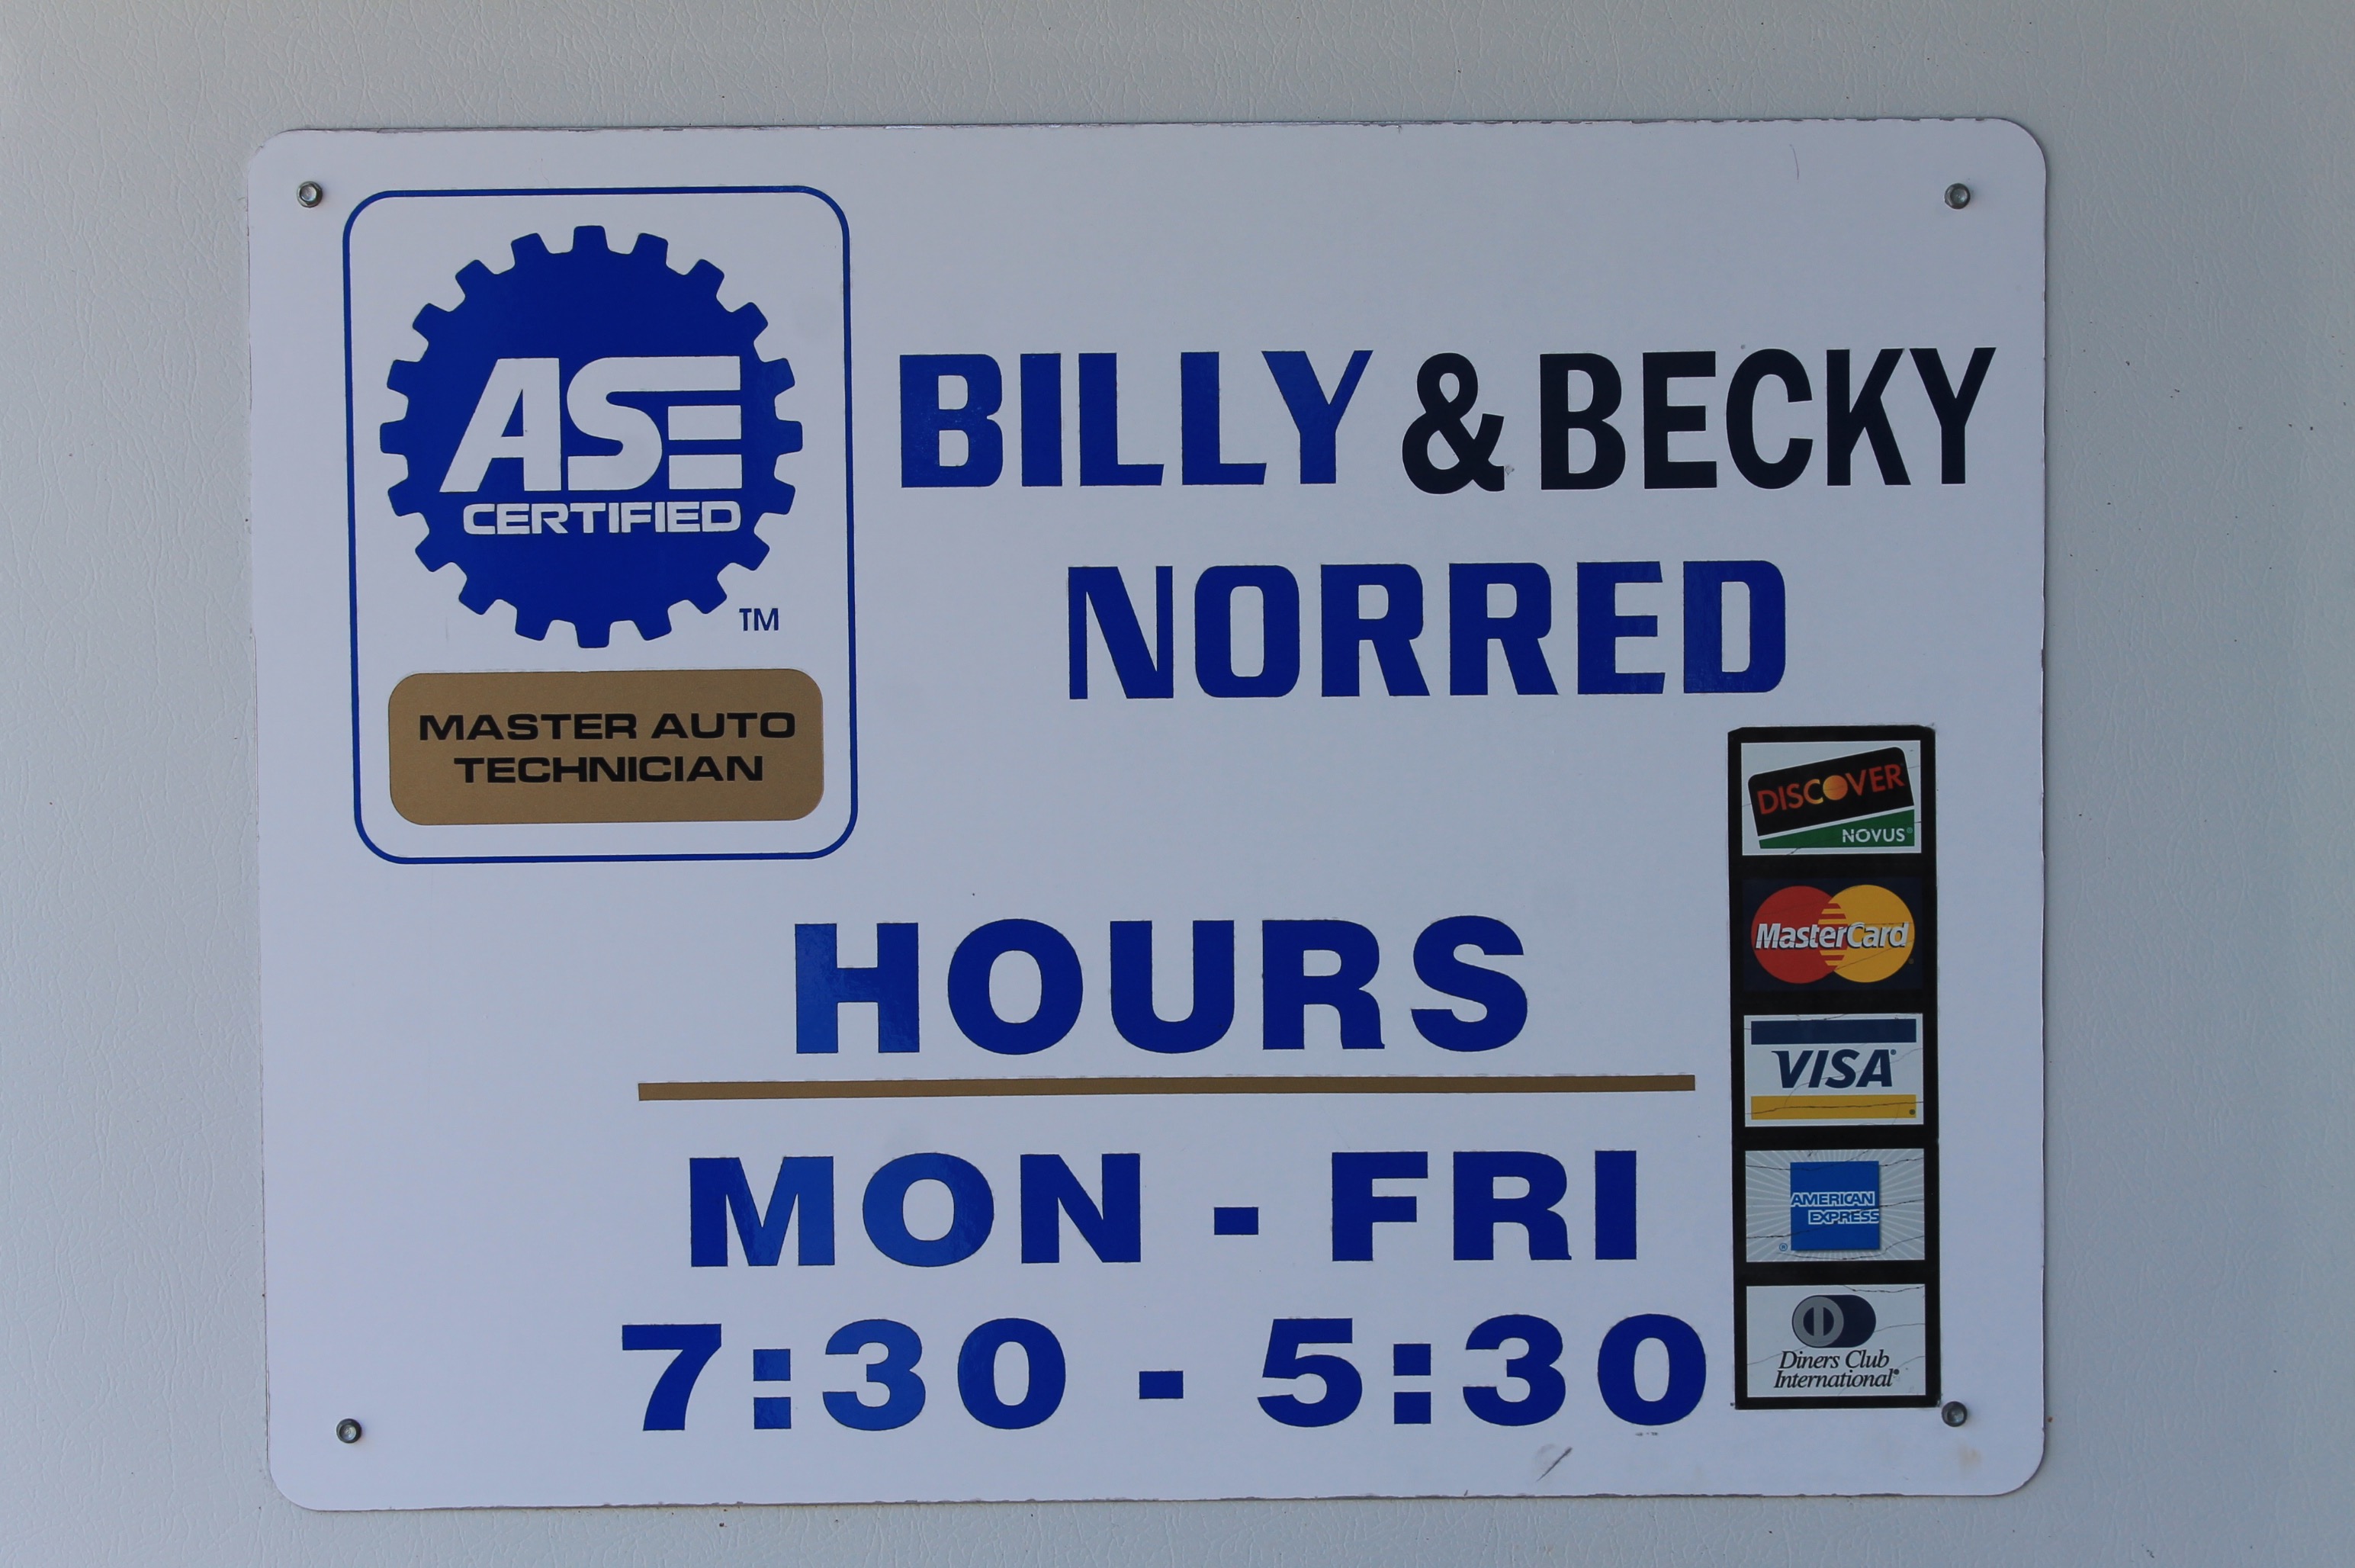 ASE
CERTIFIED
TM
MASTER AUTO
TECHNICIAN
BILLY & BECKY
NORRED
HOURS
MON - FRI
7:30 - 5:30
DISCOVER
NOVUS®
MasterCard
VISA®
AMERICAN
EXPRESS
®
Diners Club
International®